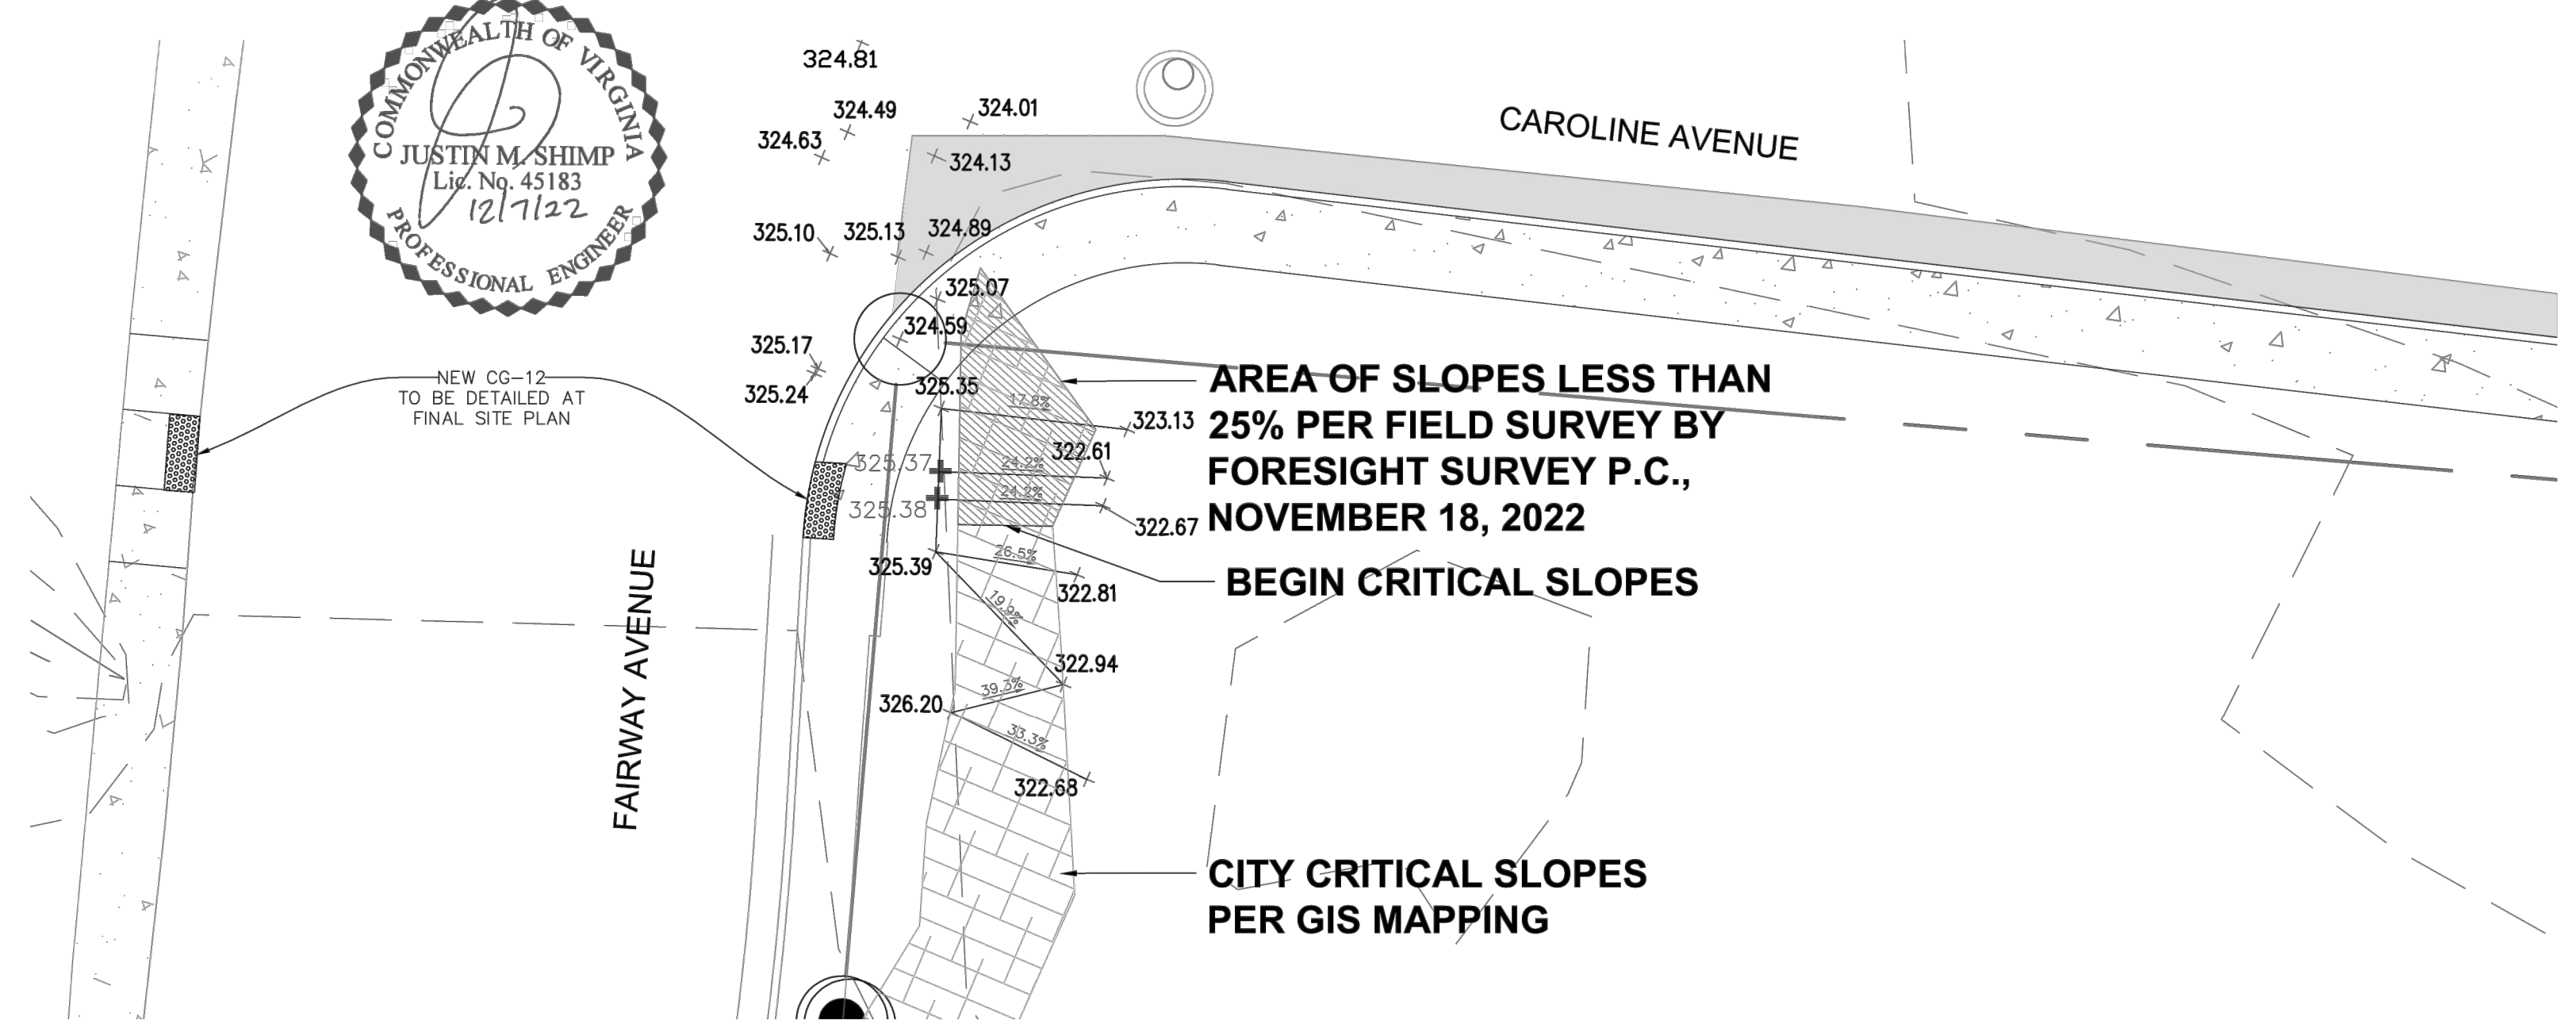 COMMONWEALTH OF VIRGINIA
JUSTIN M. SHIMP
Lic. No. 45183
12/7/22
PROFESSIONAL ENGINEER
324.81
324.49
324.01
324.63
324.13
CAROLINE AVENUE
325.10
325.13
324.89
325.07
324.59
325.17
325.24
325.35
NEW CG-12
TO BE DETAILED AT
FINAL SITE PLAN
17.8%
323.13
322.61
325.37
24.2%
24.2%
325.38
322.67
AREA OF SLOPES LESS THAN
25% PER FIELD SURVEY BY
FORESIGHT SURVEY P.C.,
NOVEMBER 18, 2022
26.5%
325.39
322.81
BEGIN CRITICAL SLOPES
19.9%
322.94
FAIRWAY AVENUE
39.3%
326.20
33.3%
322.68
CITY CRITICAL SLOPES
PER GIS MAPPING